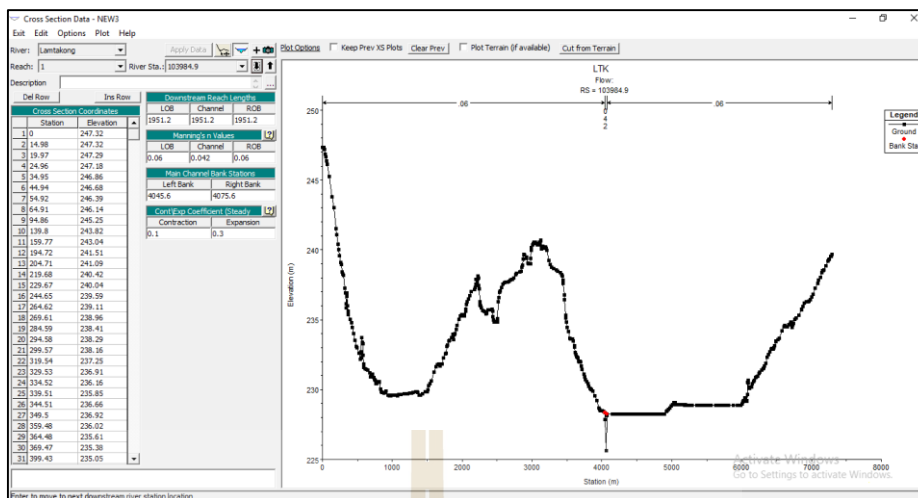 Cross Section Data - NEW3
Exit Edit Options Plot Help
River: Lamtakong Apply Data
Reach: 1 River Sta.: 103984.9
Description
Del Row Ins Row
Cross Section Coordinates
Station Elevation
1 0 247.32
2 14.98 247.32
3 19.97 247.29
4 24.96 247.18
5 34.95 246.86
6 44.94 246.68
7 54.92 246.39
8 64.91 246.14
9 94.86 245.25
10 139.8 243.82
11 159.77 243.04
12 194.72 241.51
13 204.71 241.09
14 219.68 240.42
15 229.67 240.04
16 244.65 239.59
17 264.62 239.11
18 269.61 238.96
19 284.59 238.41
20 294.58 238.29
21 299.57 238.16
22 319.54 237.25
23 329.53 236.91
24 334.52 236.16
25 339.51 235.85
26 344.51 236.66
27 349.5 236.92
28 359.48 236.02
29 364.48 235.61
30 369.47 235.38
31 399.43 235.05
Downstream Reach Lengths
LOB Channel ROB
1951.2 1951.2 1951.2
Manning's n Values
LOB Channel ROB
0.06 0.042 0.06
Main Channel Bank Stations
Left Bank Right Bank
4045.6 4075.6
Cont\Exp Coefficient (Steady
Contraction Expansion
0.1 0.3
Plot Options Keep Prev XS Plots Clear Prev Plot Terrain (if available) Cut from Terrain
LTK
Flow:
RS = 103984.9
.06 .06
0
4
2
Legend
Ground
Bank Sta
250
245
240
235
230
225
Elevation (m)
0 1000 2000 3000 4000 5000 6000 7000 8000
Station (m)
Activate Windows
Go to Settings to activate Windows.
Enter to move to next downstream river station location